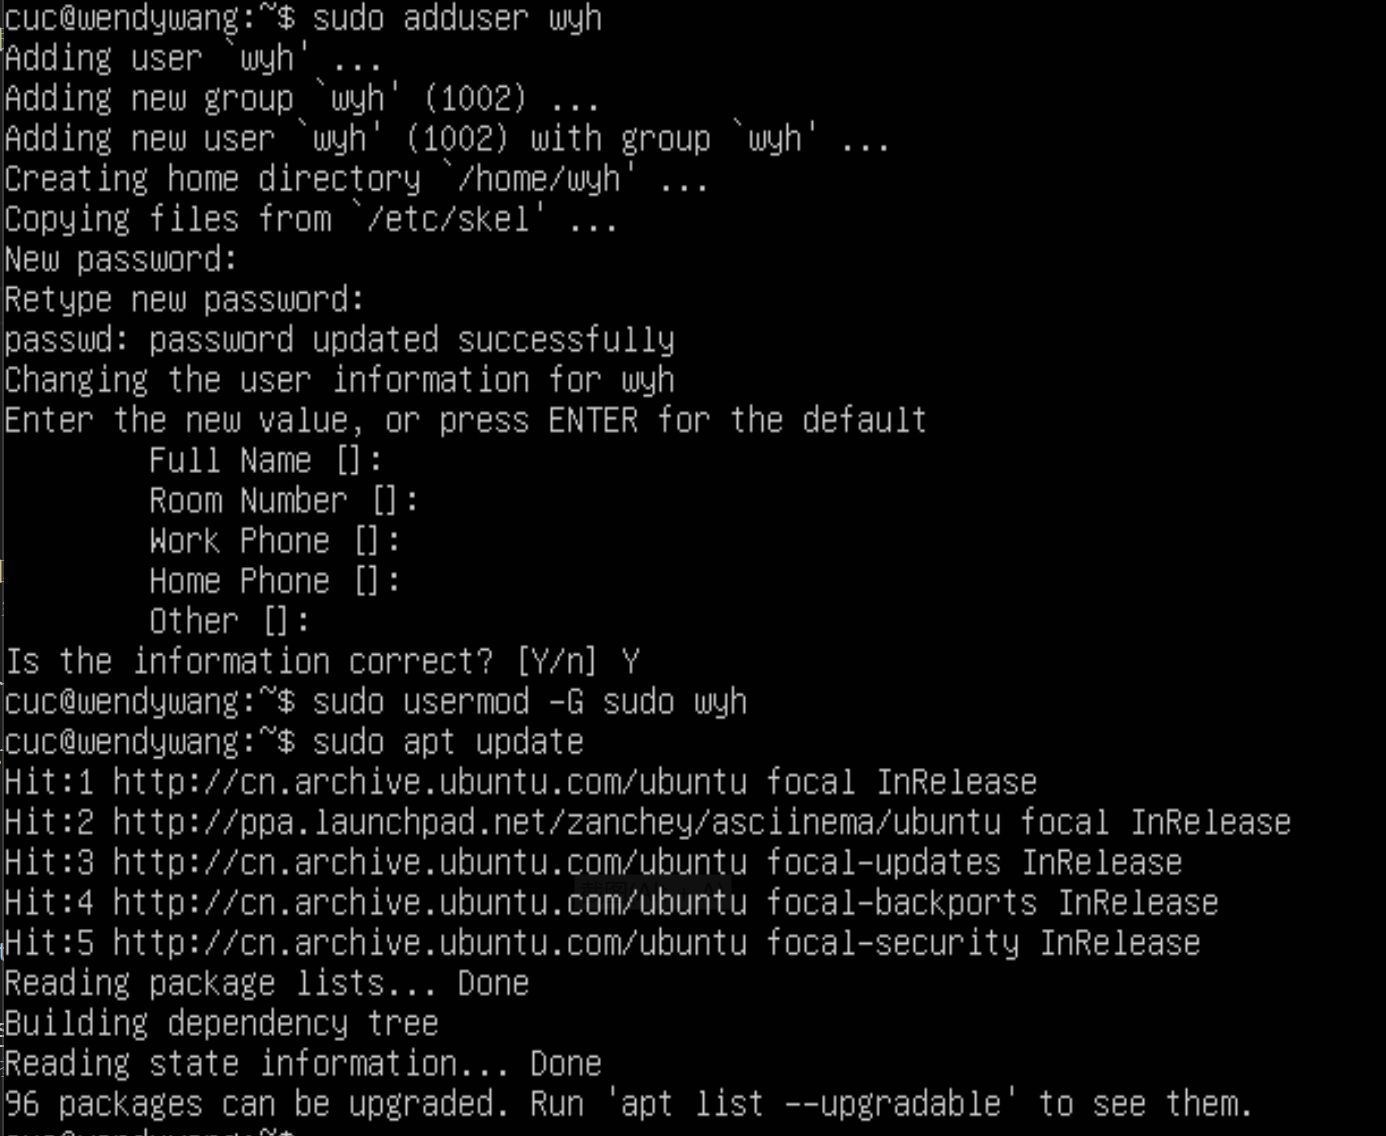 cuc@wendywang:~$ sudo adduser wyh
Adding user `wyh' ...
Adding new group `wyh' (1002) ...
Adding new user `wyh' (1002) with group `wyh' ...
Creating home directory `/home/wyh' ...
Copying files from `/etc/skel' ...
New password:
Retype new password:
passwd: password updated successfully
Changing the user information for wyh
Enter the new value, or press ENTER for the default
        Full Name []:
        Room Number []:
        Work Phone []:
        Home Phone []:
        Other []:
Is the information correct? [Y/n] Y
cuc@wendywang:~$ sudo usermod -G sudo wyh
cuc@wendywang:~$ sudo apt update
Hit:1 http://cn.archive.ubuntu.com/ubuntu focal InRelease
Hit:2 http://ppa.launchpad.net/zanchey/asciinema/ubuntu focal InRelease
Hit:3 http://cn.archive.ubuntu.com/ubuntu focal-updates InRelease
Hit:4 http://cn.archive.ubuntu.com/ubuntu focal-backports InRelease
Hit:5 http://cn.archive.ubuntu.com/ubuntu focal-security InRelease
Reading package lists... Done
Building dependency tree
Reading state information... Done
96 packages can be upgraded. Run 'apt list --upgradable' to see them.